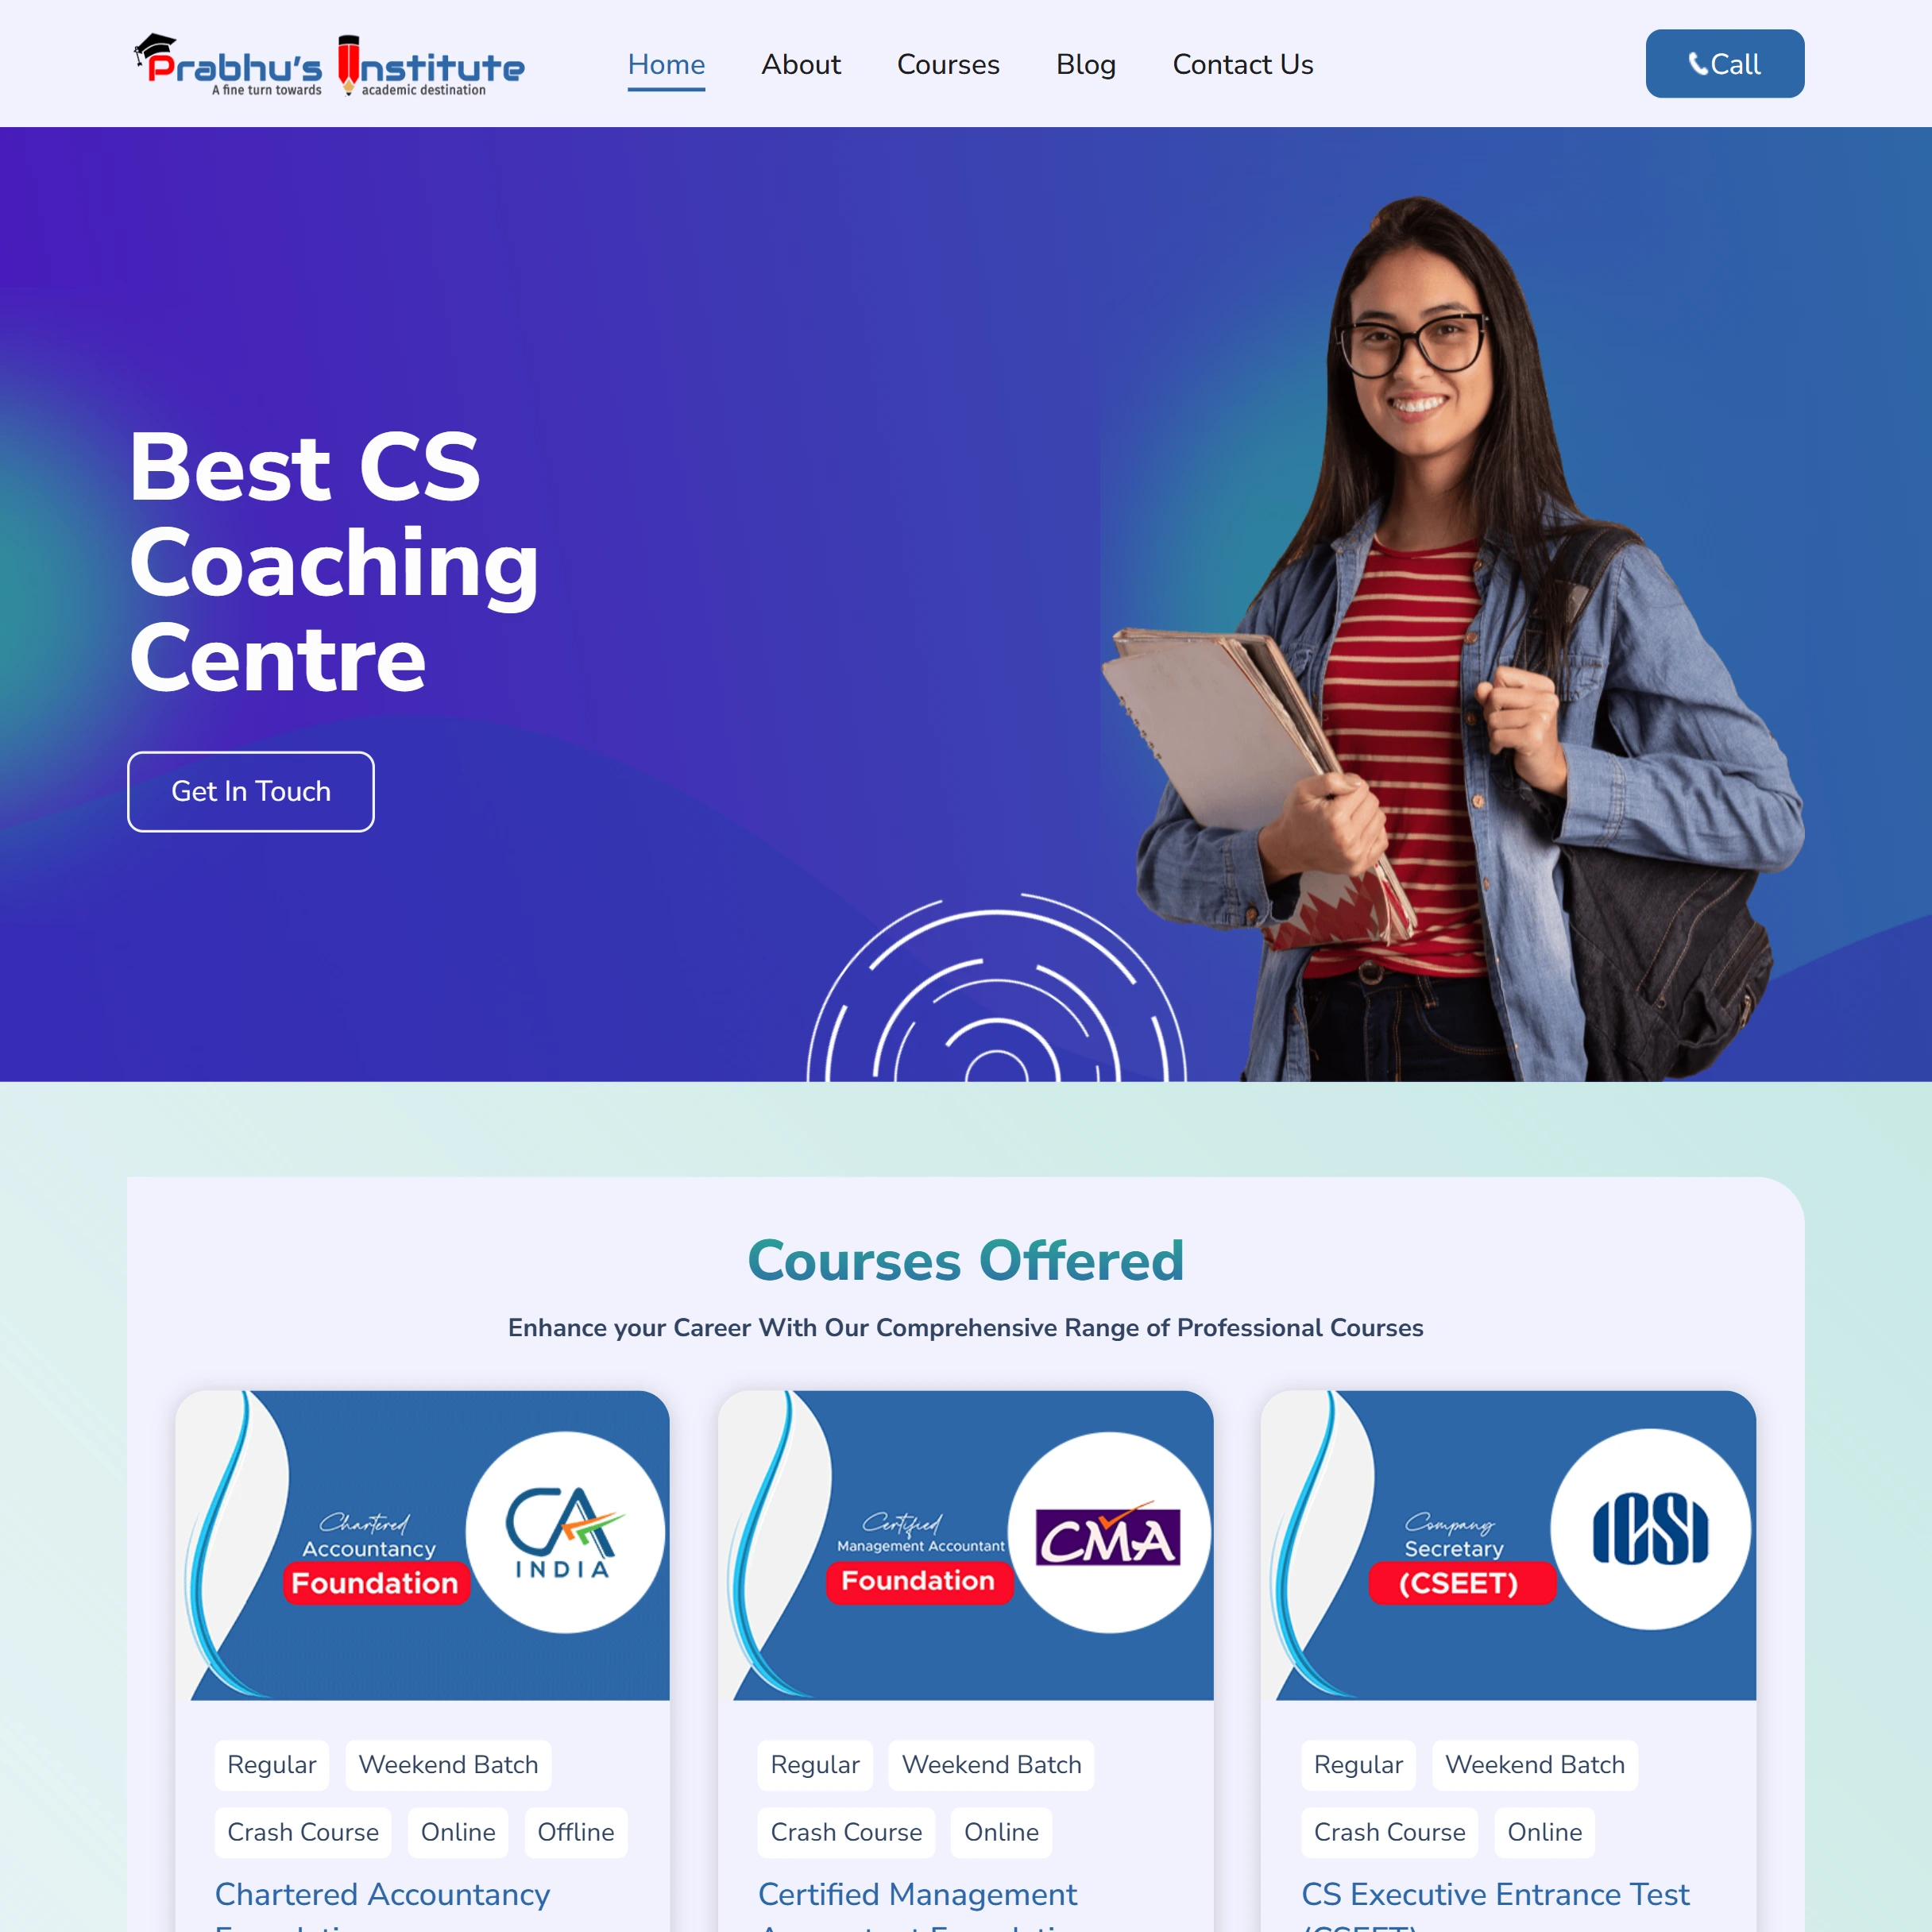 Prabhu's Institute
A fine turn towards academic destination
Home About Courses Blog Contact Us
Call
Best CS
Coaching
Centre
Get In Touch
Courses Offered
Enhance your Career With Our Comprehensive Range of Professional Courses
Chartered
Accountancy
Foundation
CA
INDIA
Certified
Management Accountant
Foundation
CMA
Company
Secretary
(CSEET)
ICSI
Regular Weekend Batch
Crash Course Online Offline
Chartered Accountancy
Regular Weekend Batch
Crash Course Online
Certified Management
Regular Weekend Batch
Crash Course Online
CS Executive Entrance Test